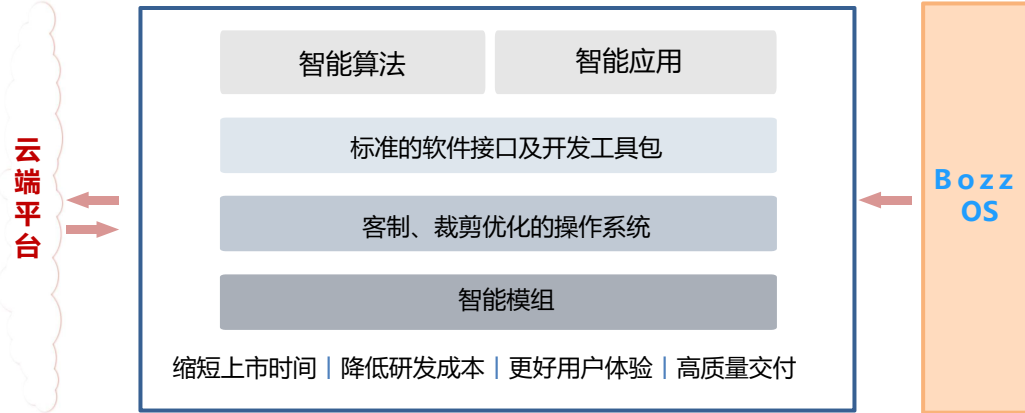 云端平台
智能算法
智能应用
标准的软件接口及开发工具包
客制、裁剪优化的操作系统
智能模组
缩短上市时间|降低研发成本|更好用户体验|高质量交付
Bozz
OS